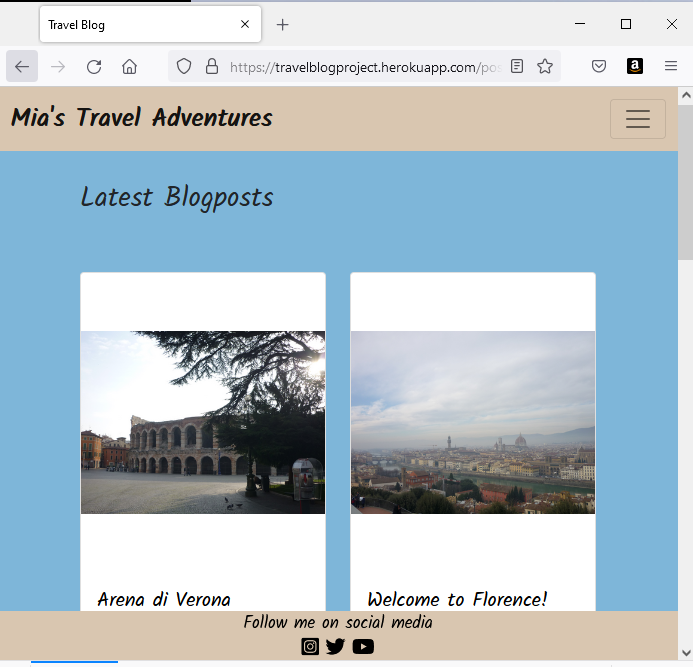 Travel Blog
https://travelblogproject.herokuapp.com/pos
Mia's Travel Adventures
Latest Blogposts
Arena di Verona
Welcome to Florence!
Follow me on social media